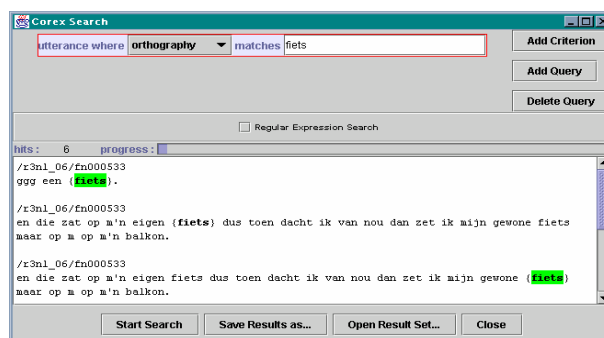 Corex Search
utterance where orthography matches fiets
Add Criterion
Add Query
Delete Query
Regular Expression Search
hits : 6 progress :
/r3nl_06/fn000533
ggg een {fiets}.
/r3nl_06/fn000533
en die zat op m'n eigen {fiets} dus toen dacht ik van nou dan zet ik mijn gewone fiets
maar op m op m'n balkon.
/r3nl_06/fn000533
en die zat op m'n eigen fiets dus toen dacht ik van nou dan zet ik mijn gewone {fiets}
maar op m op m'n balkon.
Start Search Save Results as... Open Result Set... Close